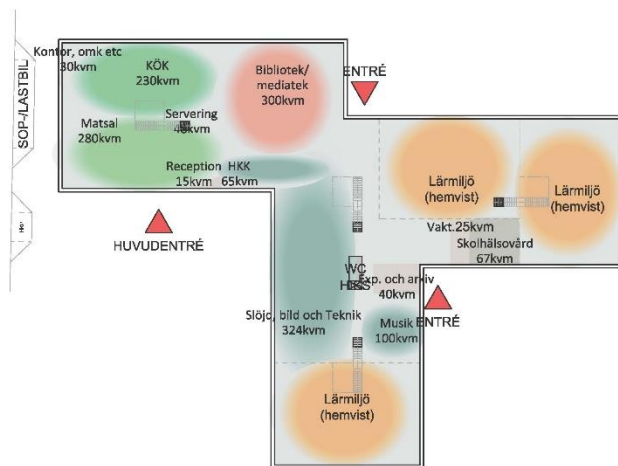 Kontor, omk etc
30kvm
KÖK
230kvm
Bibliotek/
mediatek
300kvm
ENTRÉ
SOP-/LASTBIL
Matsal
280kvm
Servering
Reception
15kvm
HKK
65kvm
Lärmiljö
(hemvist)
Lärmiljö
(hemvist)
HUVUDENTRÉ
Vakt.25kvm
Skolhälsovård
67kvm
WC
Exp. och arkiv
40kvm
Slöjd, bild och Teknik
324kvm
Musik
100kvm
ENTRÉ
Lärmiljö
(hemvist)